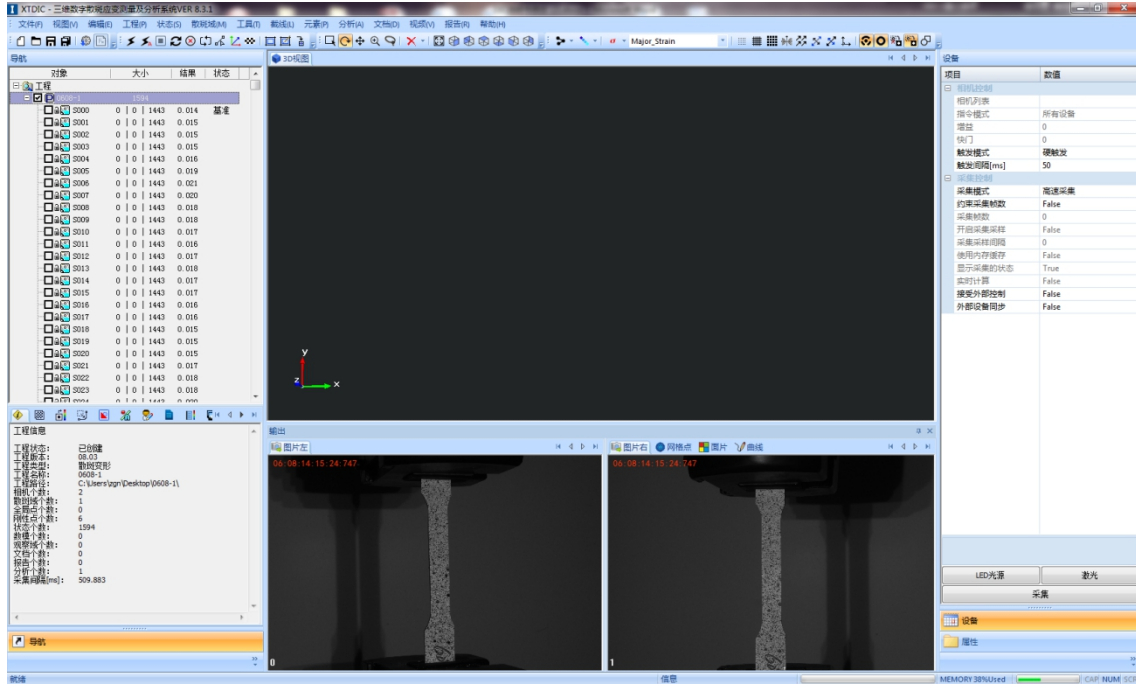 XTDIC - 三维数字散斑应变测量及分析系统VER 8.3.1
文件(F) 视图(V) 编辑(E) 工程(P) 状态(S) 散斑域(M) 工具(T) 截线(L) 元素(P) 分析(A) 文档(D) 视频(V) 报告(R) 帮助(H)
Major_Strain
导航
对象 大小 结果 状态
工程
0608-1 1594
S000 0 | 0 | 1443 0.014 基准
S001 0 | 0 | 1443 0.015
S002 0 | 0 | 1443 0.015
S003 0 | 0 | 1443 0.015
S004 0 | 0 | 1443 0.016
S005 0 | 0 | 1443 0.019
S006 0 | 0 | 1443 0.021
S007 0 | 0 | 1443 0.020
S008 0 | 0 | 1443 0.018
S009 0 | 0 | 1443 0.018
S010 0 | 0 | 1443 0.017
S011 0 | 0 | 1443 0.016
S012 0 | 0 | 1443 0.017
S013 0 | 0 | 1443 0.018
S014 0 | 0 | 1443 0.017
S015 0 | 0 | 1443 0.017
S016 0 | 0 | 1443 0.016
S017 0 | 0 | 1443 0.016
S018 0 | 0 | 1443 0.015
S019 0 | 0 | 1443 0.015
S020 0 | 0 | 1443 0.015
S021 0 | 0 | 1443 0.017
S022 0 | 0 | 1443 0.018
S023 0 | 0 | 1443 0.018
工程信息
工程状态: 已创建
工程版本: 08.03
工程类型: 散斑变形
工程名称: 0608-1
工程路径: C:\Users\zgn\Desktop\0608-1\
相机个数: 2
散斑域个数: 1
全局点个数: 0
刚性点个数: 6
状态个数: 1594
数模个数: 0
观察域个数: 0
文档个数: 0
报告个数: 0
分析个数: 1
采集间隔[ms]: 509.883
导航
就绪
3D视图
y
z
x
输出
图片左
06:08:14:15:24:747
0
图片右 网格点 图片 曲线
06:08:14:15:24:747
1
信息
设备
项目 数值
相机控制
相机列表
指令模式 所有设备
增益 0
快门 0
触发模式 硬触发
触发间隔[ms] 50
采集控制
采集模式 高速采集
约束采集帧数 False
采集帧数 0
开启采集采样 False
采集采样间隔 0
使用内存缓存 False
显示采集的状态 True
实时计算 False
接受外部控制 False
外部设备同步 False
LED光源 激光
采集
设备
属性
MEMORY 38%Used CAP NUM SCR